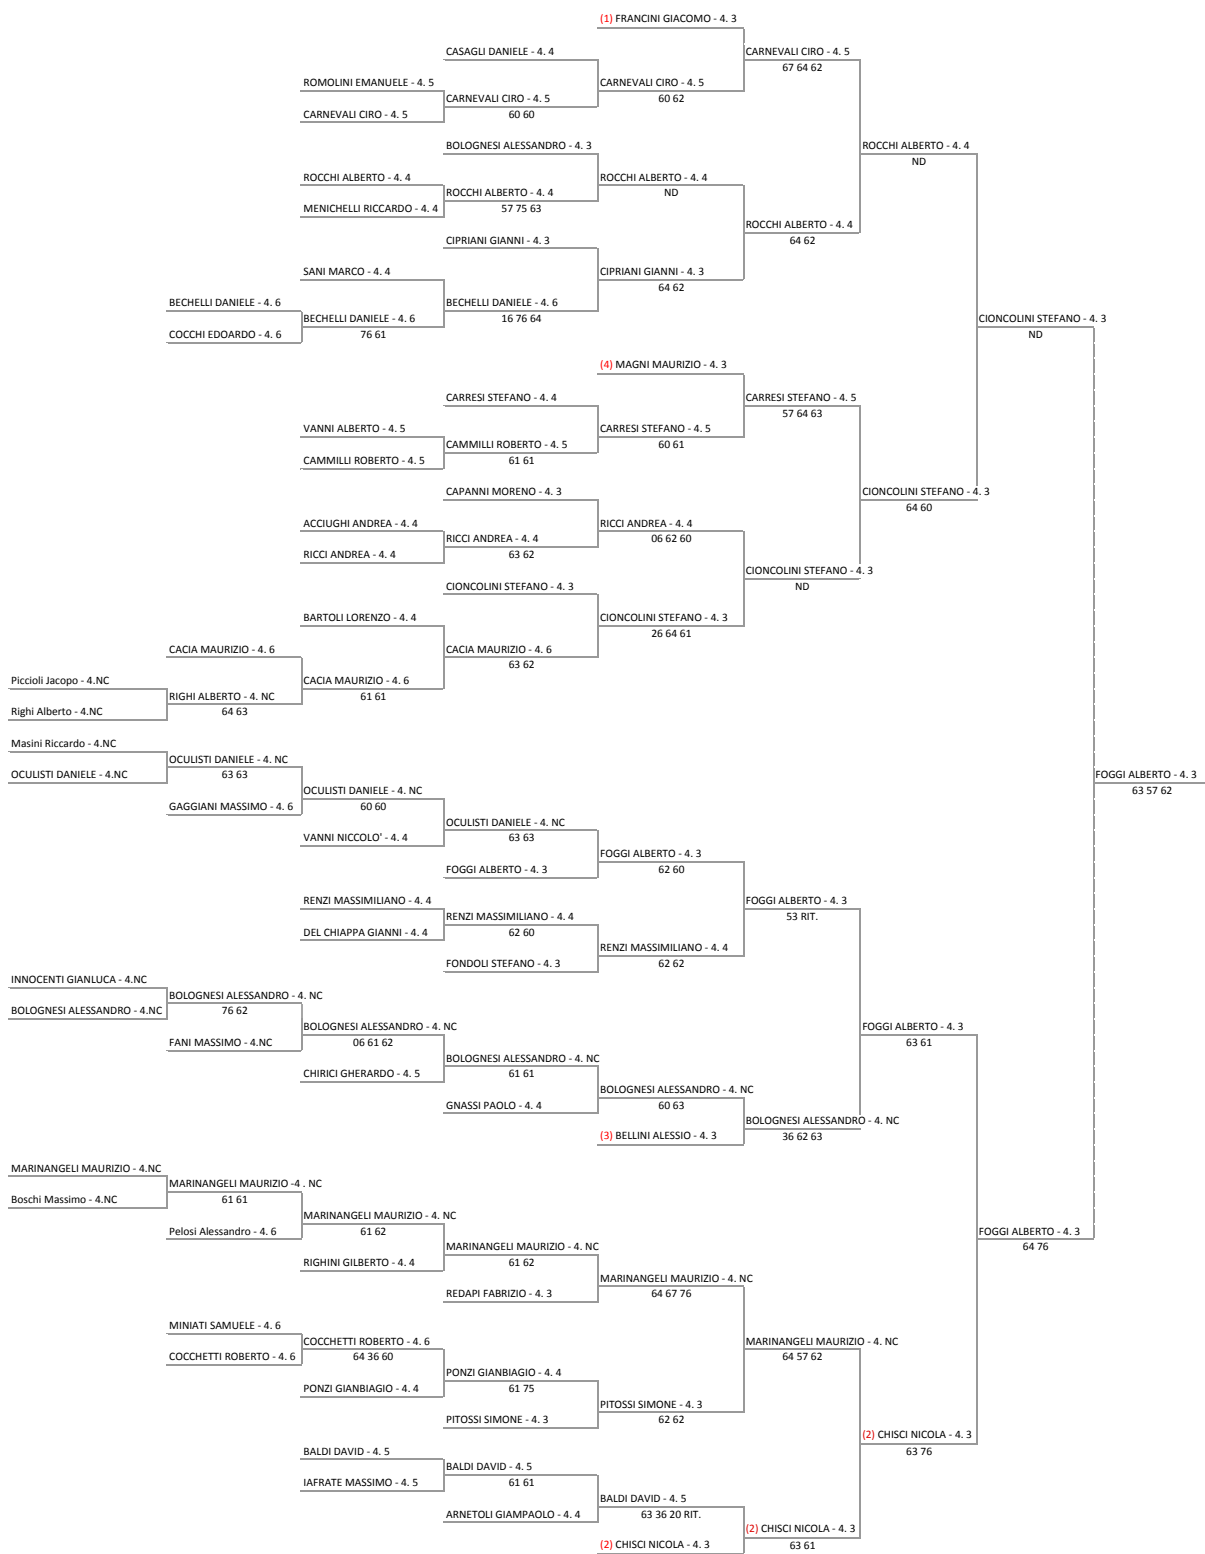 (1) FRANCINI GIACOMO - 4. 3
CASAGLI DANIELE - 4. 4
CARNEVALI CIRO - 4. 5
67 64 62
ROMOLINI EMANUELE - 4. 5
CARNEVALI CIRO - 4. 5
60 62
CARNEVALI CIRO - 4. 5
60 60
CARNEVALI CIRO - 4. 5
BOLOGNESI ALESSANDRO - 4. 3
ROCCHI ALBERTO - 4. 4
ND
ROCCHI ALBERTO - 4. 4
ROCCHI ALBERTO - 4. 4
ND
ROCCHI ALBERTO - 4. 4
57 75 63
MENICHELLI RICCARDO - 4. 4
ROCCHI ALBERTO - 4. 4
64 62
CIPRIANI GIANNI - 4. 3
SANI MARCO - 4. 4
CIPRIANI GIANNI - 4. 3
64 62
BECHELLI DANIELE - 4. 6
BECHELLI DANIELE - 4. 6
16 76 64
BECHELLI DANIELE - 4. 6
76 61
COCCHI EDOARDO - 4. 6
CIONCOLINI STEFANO - 4. 3
ND
(4) MAGNI MAURIZIO - 4. 3
CARRESI STEFANO - 4. 4
CARRESI STEFANO - 4. 5
57 64 63
VANNI ALBERTO - 4. 5
CARRESI STEFANO - 4. 5
60 61
CAMMILLI ROBERTO - 4. 5
61 61
CAMMILLI ROBERTO - 4. 5
CAPANNI MORENO - 4. 3
CIONCOLINI STEFANO - 4. 3
64 60
ACCIUGHI ANDREA - 4. 4
RICCI ANDREA - 4. 4
06 62 60
RICCI ANDREA - 4. 4
63 62
RICCI ANDREA - 4. 4
CIONCOLINI STEFANO - 4. 3
ND
CIONCOLINI STEFANO - 4. 3
BARTOLI LORENZO - 4. 4
CIONCOLINI STEFANO - 4. 3
26 64 61
CACIA MAURIZIO - 4. 6
CACIA MAURIZIO - 4. 6
63 62
Piccioli Jacopo - 4.NC
CACIA MAURIZIO - 4. 6
61 61
RIGHI ALBERTO - 4. NC
64 63
Righi Alberto - 4.NC
Masini Riccardo - 4.NC
OCULISTI DANIELE - 4. NC
63 63
OCULISTI DANIELE - 4.NC
FOGGI ALBERTO - 4. 3
63 57 62
OCULISTI DANIELE - 4. NC
60 60
GAGGIANI MASSIMO - 4. 6
OCULISTI DANIELE - 4. NC
63 63
VANNI NICCOLO' - 4. 4
FOGGI ALBERTO - 4. 3
62 60
FOGGI ALBERTO - 4. 3
RENZI MASSIMILIANO - 4. 4
FOGGI ALBERTO - 4. 3
53 RIT.
RENZI MASSIMILIANO - 4. 4
62 60
DEL CHIAPPA GIANNI - 4. 4
RENZI MASSIMILIANO - 4. 4
62 62
FONDOLI STEFANO - 4. 3
INNOCENTI GIANLUCA - 4.NC
BOLOGNESI ALESSANDRO - 4. NC
76 62
BOLOGNESI ALESSANDRO - 4.NC
BOLOGNESI ALESSANDRO - 4. NC
06 61 62
FOGGI ALBERTO - 4. 3
63 61
FANI MASSIMO - 4.NC
BOLOGNESI ALESSANDRO - 4. NC
61 61
CHIRICI GHERARDO - 4. 5
BOLOGNESI ALESSANDRO - 4. NC
60 63
GNASSI PAOLO - 4. 4
BOLOGNESI ALESSANDRO - 4. NC
36 62 63
(3) BELLINI ALESSIO - 4. 3
MARINANGELI MAURIZIO - 4.NC
MARINANGELI MAURIZIO -4 . NC
61 61
Boschi Massimo - 4.NC
MARINANGELI MAURIZIO - 4. NC
61 62
Pelosi Alessandro - 4. 6
FOGGI ALBERTO - 4. 3
64 76
MARINANGELI MAURIZIO - 4. NC
61 62
RIGHINI GILBERTO - 4. 4
MARINANGELI MAURIZIO - 4. NC
64 67 76
REDAPI FABRIZIO - 4. 3
MINIATI SAMUELE - 4. 6
COCCHETTI ROBERTO - 4. 6
64 36 60
MARINANGELI MAURIZIO - 4. NC
64 57 62
COCCHETTI ROBERTO - 4. 6
PONZI GIANBIAGIO - 4. 4
61 75
PONZI GIANBIAGIO - 4. 4
PITOSSI SIMONE - 4. 3
62 62
PITOSSI SIMONE - 4. 3
(2) CHISCI NICOLA - 4. 3
63 76
BALDI DAVID - 4. 5
BALDI DAVID - 4. 5
61 61
IAFRATE MASSIMO - 4. 5
BALDI DAVID - 4. 5
63 36 20 RIT.
ARNETOLI GIAMPAOLO - 4. 4
(2) CHISCI NICOLA - 4. 3
63 61
(2) CHISCI NICOLA - 4. 3